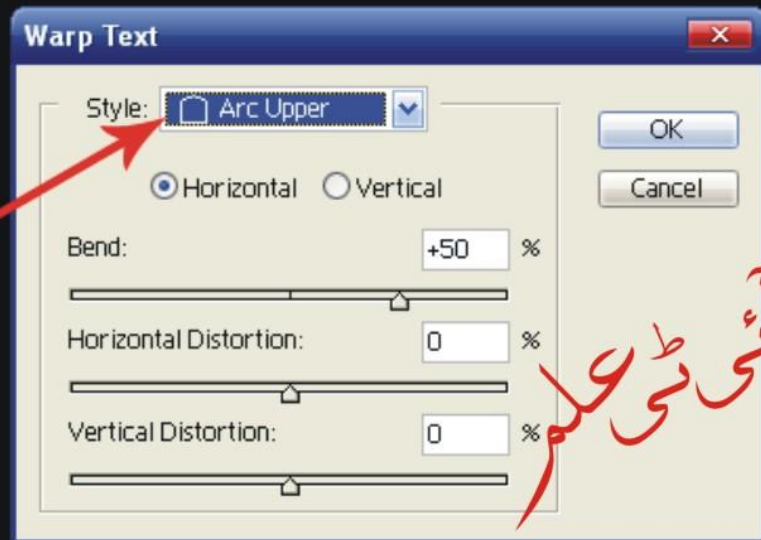 Warp Text
Style: Arc Upper
OK
Horizontal Vertical
Cancel
Bend: +50 %
Horizontal Distortion: 0 %
Vertical Distortion: 0 %
آئی ٹی علم